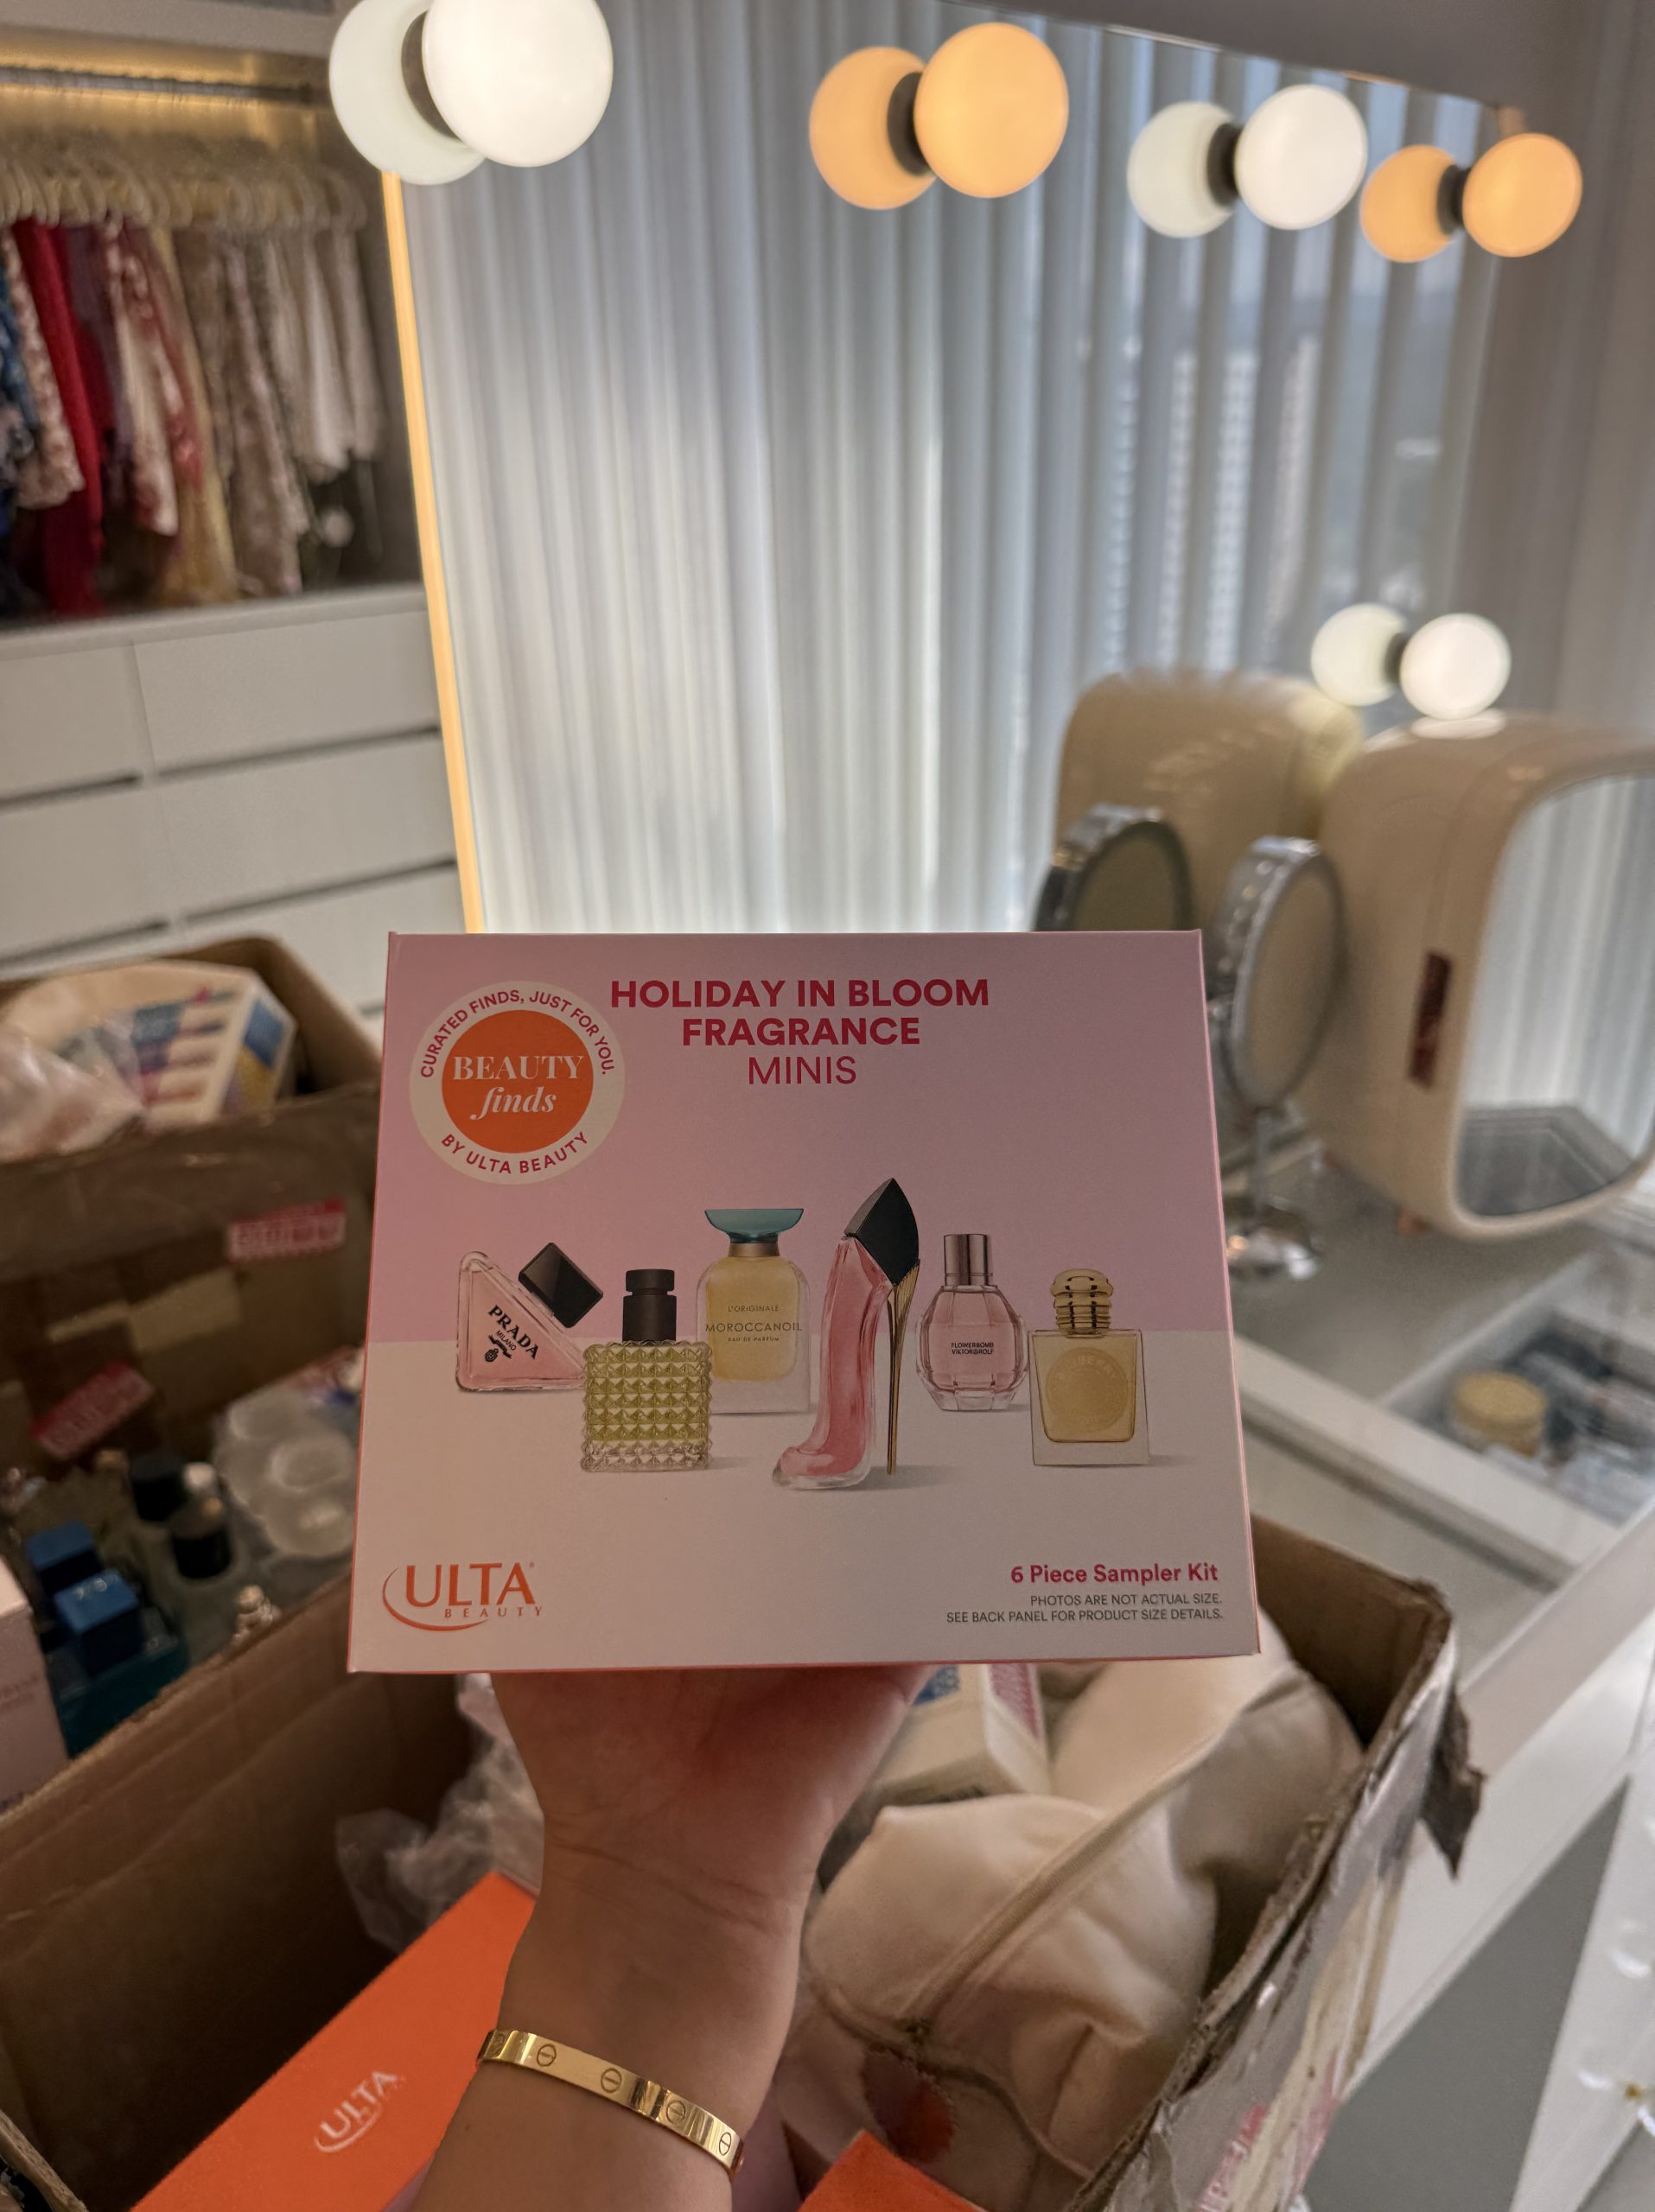 HOLIDAY IN BLOOM
FRAGRANCE
MINIS
CURATED FINDS, JUST FOR YOU.
BEAUTY
finds
BY ULTA BEAUTY
PRADA
MILANO
L'ORIGINALE
MOROCCANOIL
EAU DE PARFUM
FLOWERBOMB
VIKTOR&ROLF
ULTA
BEAUTY
6 Piece Sampler Kit
PHOTOS ARE NOT ACTUAL SIZE.
SEE BACK PANEL FOR PRODUCT SIZE DETAILS.
ULTA